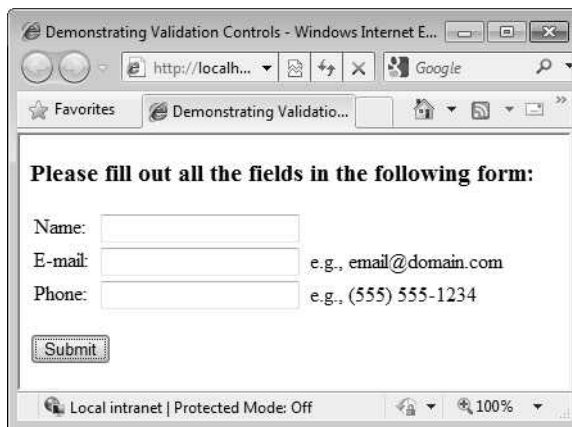 Demonstrating Validation Controls - Windows Internet E...
http://localh...
Google
Favorites
Demonstrating Validatio...
Please fill out all the fields in the following form:
Name:
E-mail:
e.g., email@domain.com
Phone:
e.g., (555) 555-1234
Submit
Local intranet | Protected Mode: Off
100%